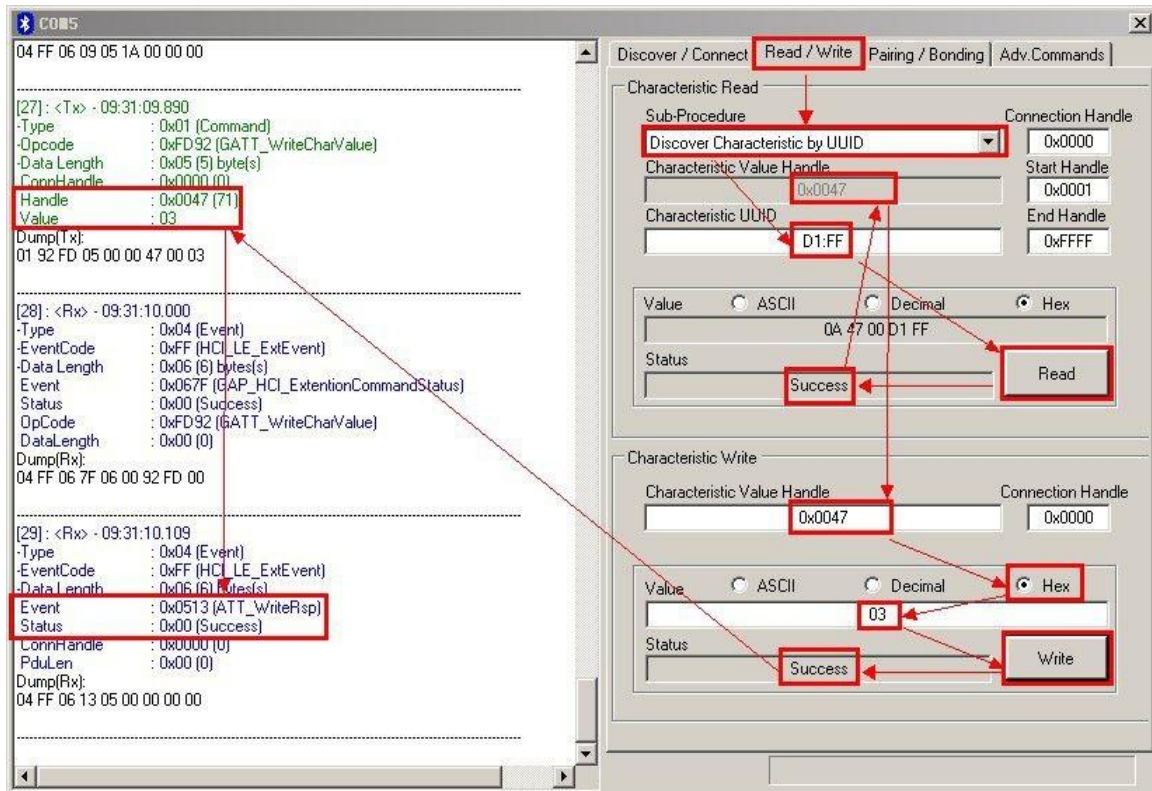 COM5
04 FF 06 09 05 1A 00 00 00
[27] : <Tx> - 09:31:09.890
-Type : 0x01 (Command)
-Opcode : 0xFD92 (GATT_WriteCharValue)
-Data Length : 0x05 (5) byte(s)
ConnHandle : 0x0000 (0)
Handle : 0x0047 (71)
Value : 03
Dump(Tx):
01 92 FD 05 00 00 47 00 03
[28] : <Rx> - 09:31:10.000
-Type : 0x04 (Event)
-EventCode : 0xFF (HCI_LE_ExtEvent)
-Data Length : 0x06 (6) bytes(s)
Event : 0x067F (GAP_HCI_ExtentionCommandStatus)
Status : 0x00 (Success)
OpCode : 0xFD92 (GATT_WriteCharValue)
DataLength : 0x00 (0)
Dump(Rx):
04 FF 06 7F 06 00 92 FD 00
[29] : <Rx> - 09:31:10.109
-Type : 0x04 (Event)
-EventCode : 0xFF (HCI_LE_ExtEvent)
-Data Length : 0x06 (6) bytes(s)
Event : 0x0513 (ATT_WriteRsp)
Status : 0x00 (Success)
ConnHandle : 0x0000 (0)
PduLen : 0x00 (0)
Dump(Rx):
04 FF 06 13 05 00 00 00 00
Discover / Connect Read / Write Pairing / Bonding Adv.Commands
Characteristic Read
Sub-Procedure Connection Handle
Discover Characteristic by UUID 0x0000
Characteristic Value Handle Start Handle
0x0047 0x0001
Characteristic UUID End Handle
D1:FF 0xFFFF
Value ASCII Decimal Hex
0A 47 00 D1 FF
Status
Success Read
Characteristic Write
Characteristic Value Handle Connection Handle
0x0047 0x0000
Value ASCII Decimal Hex
03
Status
Success Write